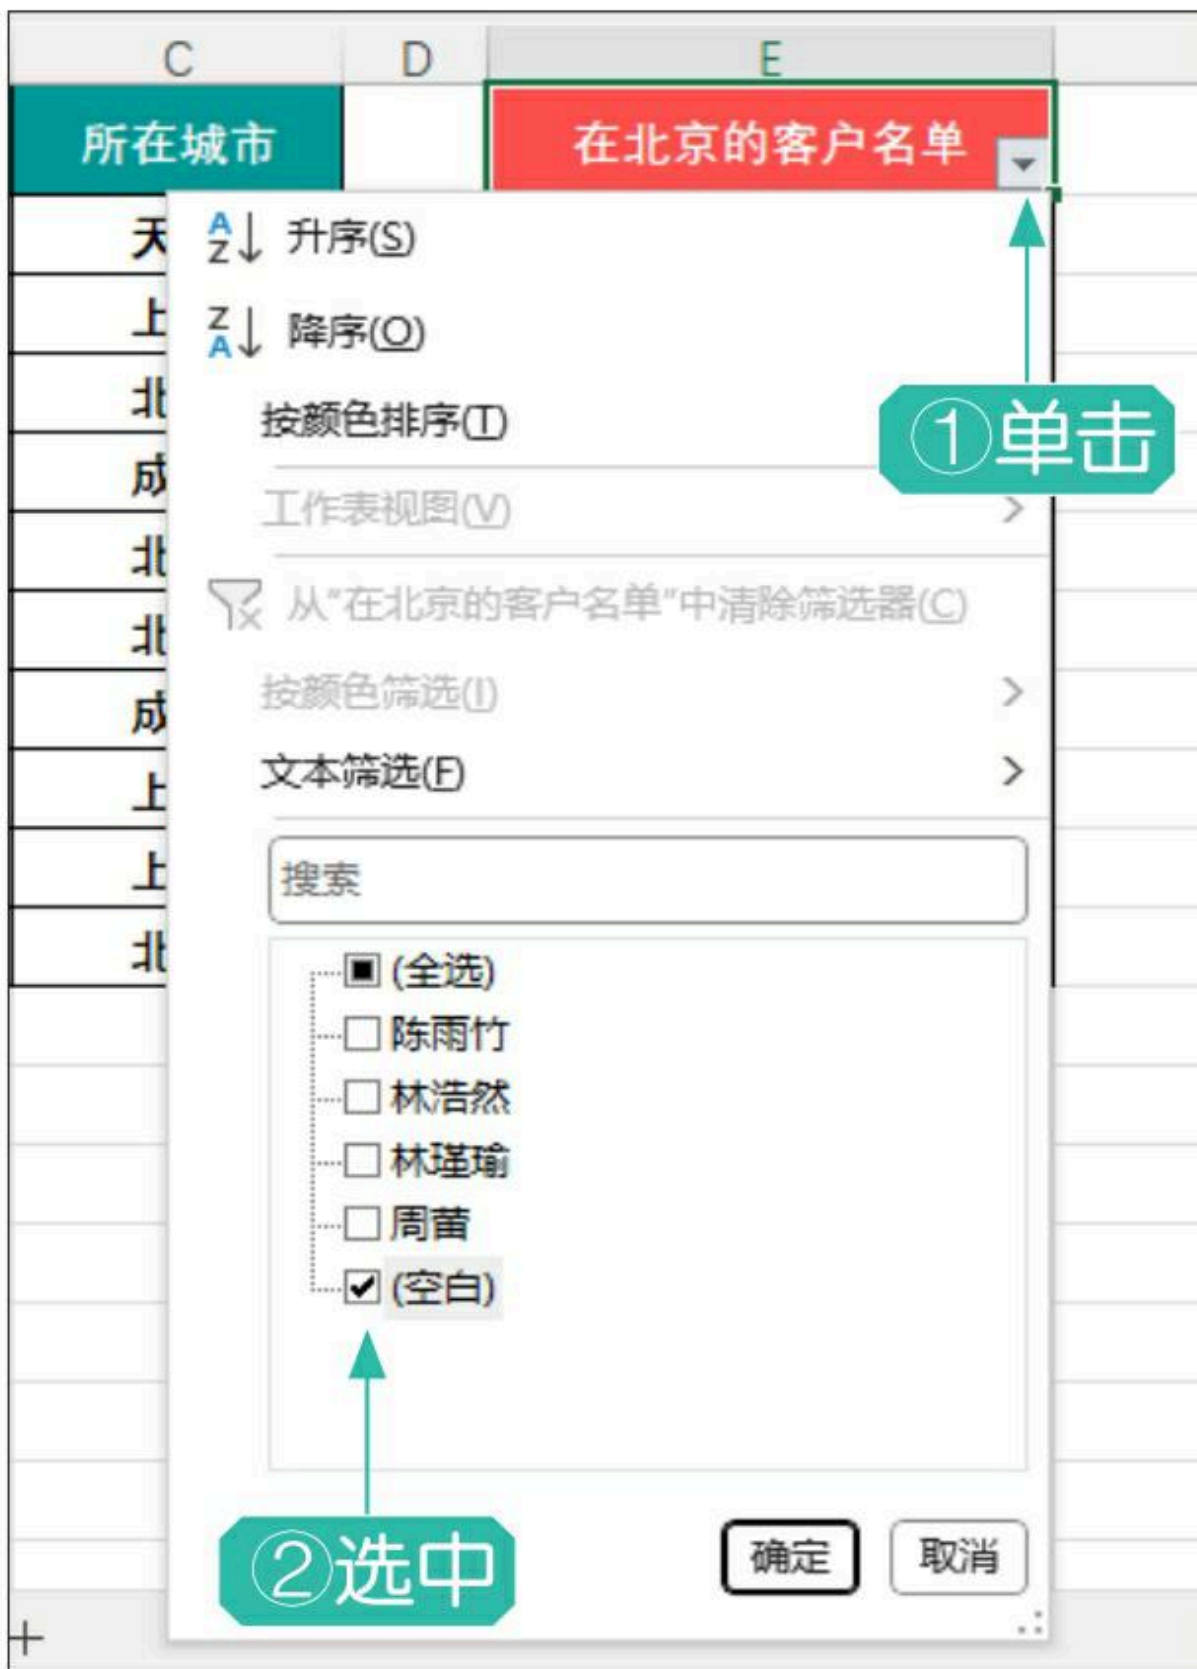 C D E
所在城市 在北京的客户名单
天 升序(S)
上 降序(O)
北 按颜色排序(T)
①单击
成 工作表视图(V)
北 从"在北京的客户名单"中清除筛选器(C)
北
成 按颜色筛选(I)
上 文本筛选(F)
上 搜索
北 (全选)
陈雨竹
林浩然
林瑾瑜
周蕾
(空白)
②选中 确定 取消